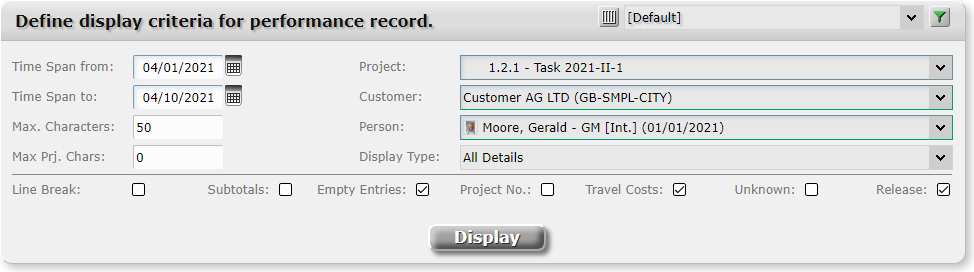 Define display criteria for performance record. [Default]
Time Span from: 04/01/2021 Project: 1.2.1 - Task 2021-II-1
Time Span to: 04/10/2021 Customer: Customer AG LTD (GB-SMPL-CITY)
Max. Characters: 50 Person: Moore, Gerald - GM [Int.] (01/01/2021)
Max Prj. Chars: 0 Display Type: All Details
Line Break: Subtotals: Empty Entries: Project No.: Travel Costs: Unknown: Release:
Display